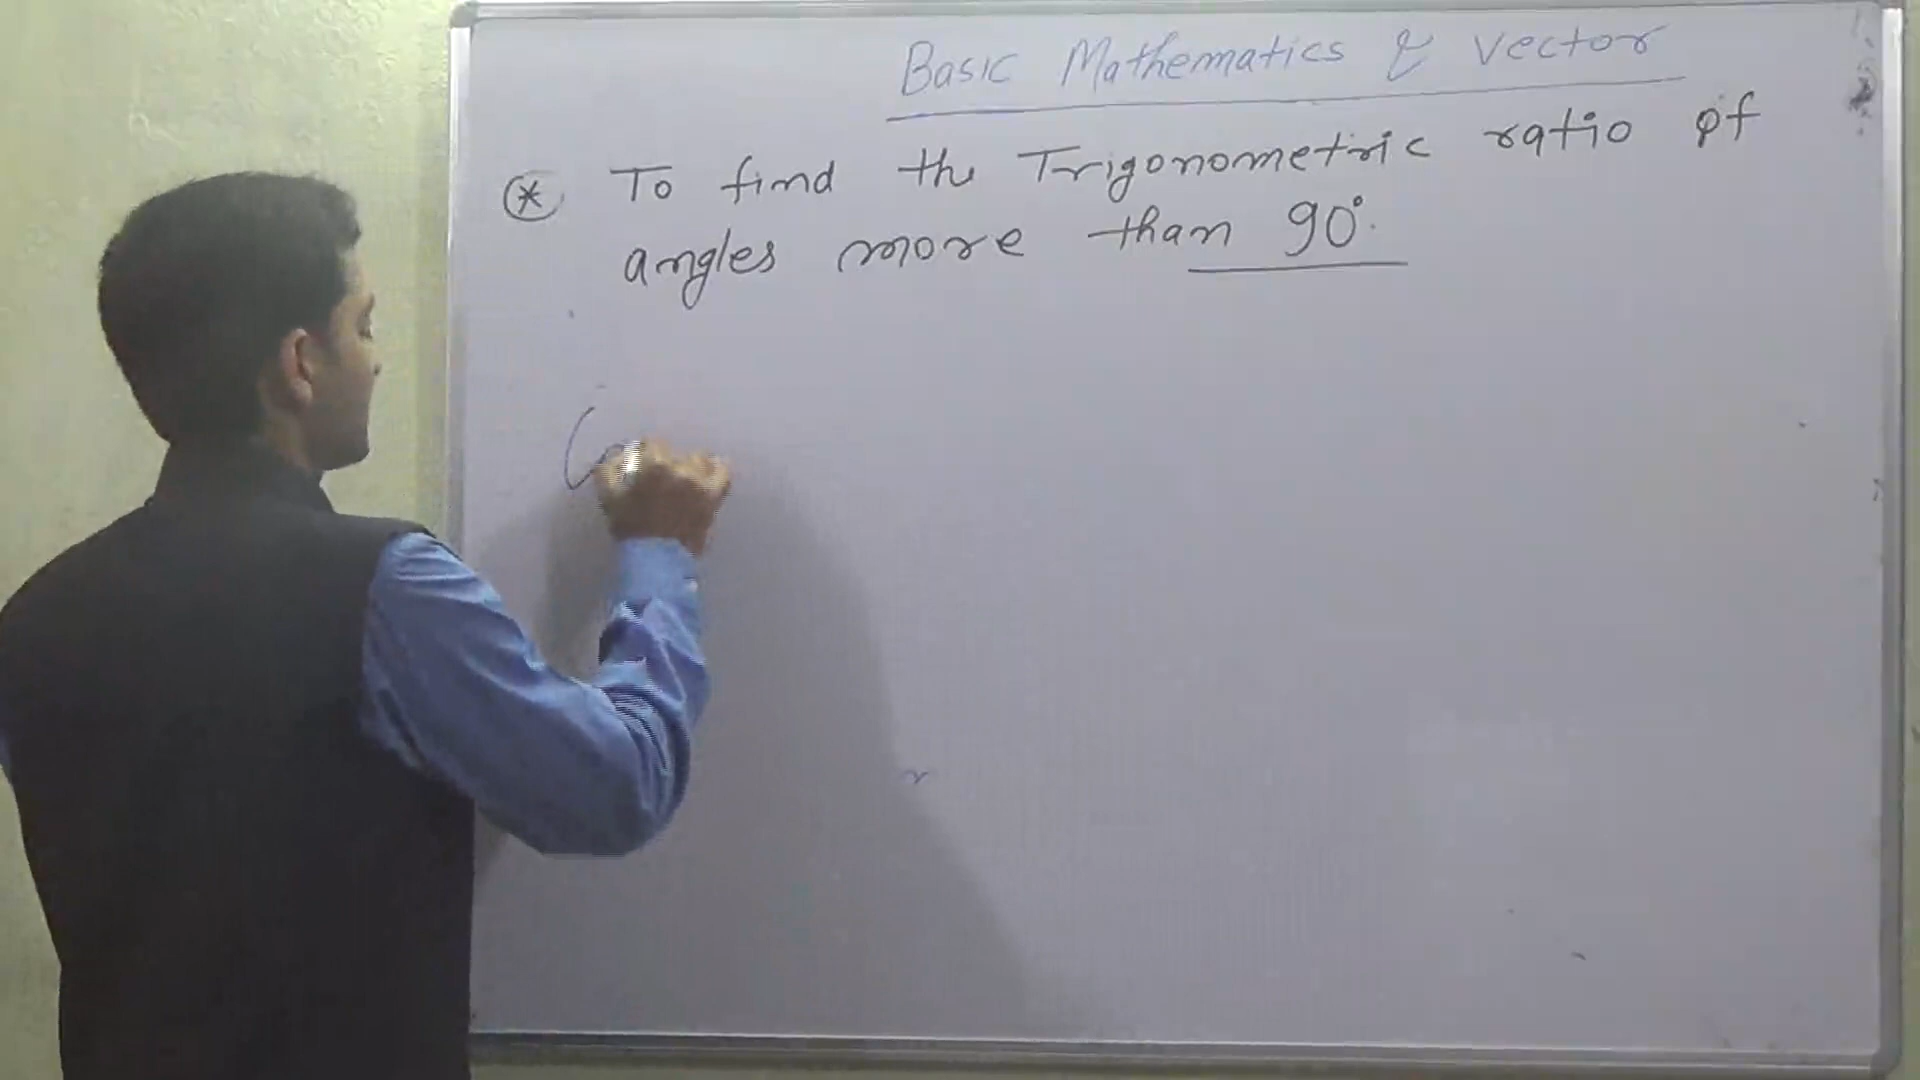 Basic Mathematics & Vector
* To find the Trigonometric ratio of
angles more than 90°.